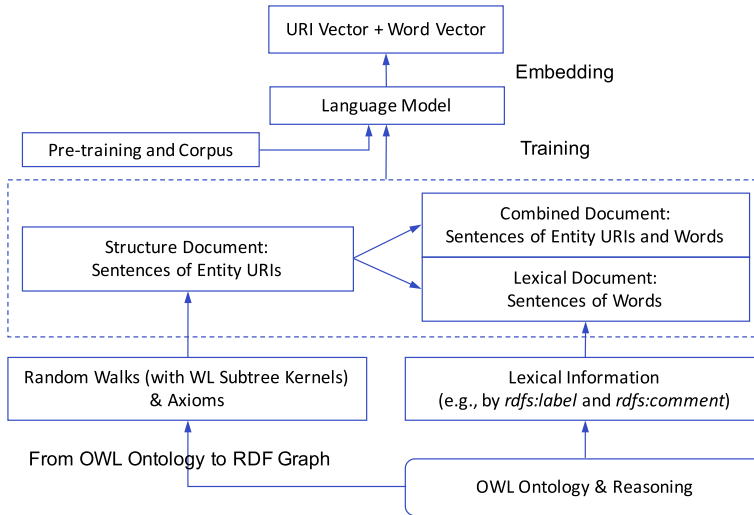 URI Vector + Word Vector
Embedding
Language Model
Pre-training and Corpus
Training
Combined Document:
Sentences of Entity URIs and Words
Structure Document:
Sentences of Entity URIs
Lexical Document:
Sentences of Words
Random Walks (with WL Subtree Kernels)
& Axioms
Lexical Information
(e.g., by rdfs:label and rdfs:comment)
From OWL Ontology to RDF Graph
OWL Ontology & Reasoning